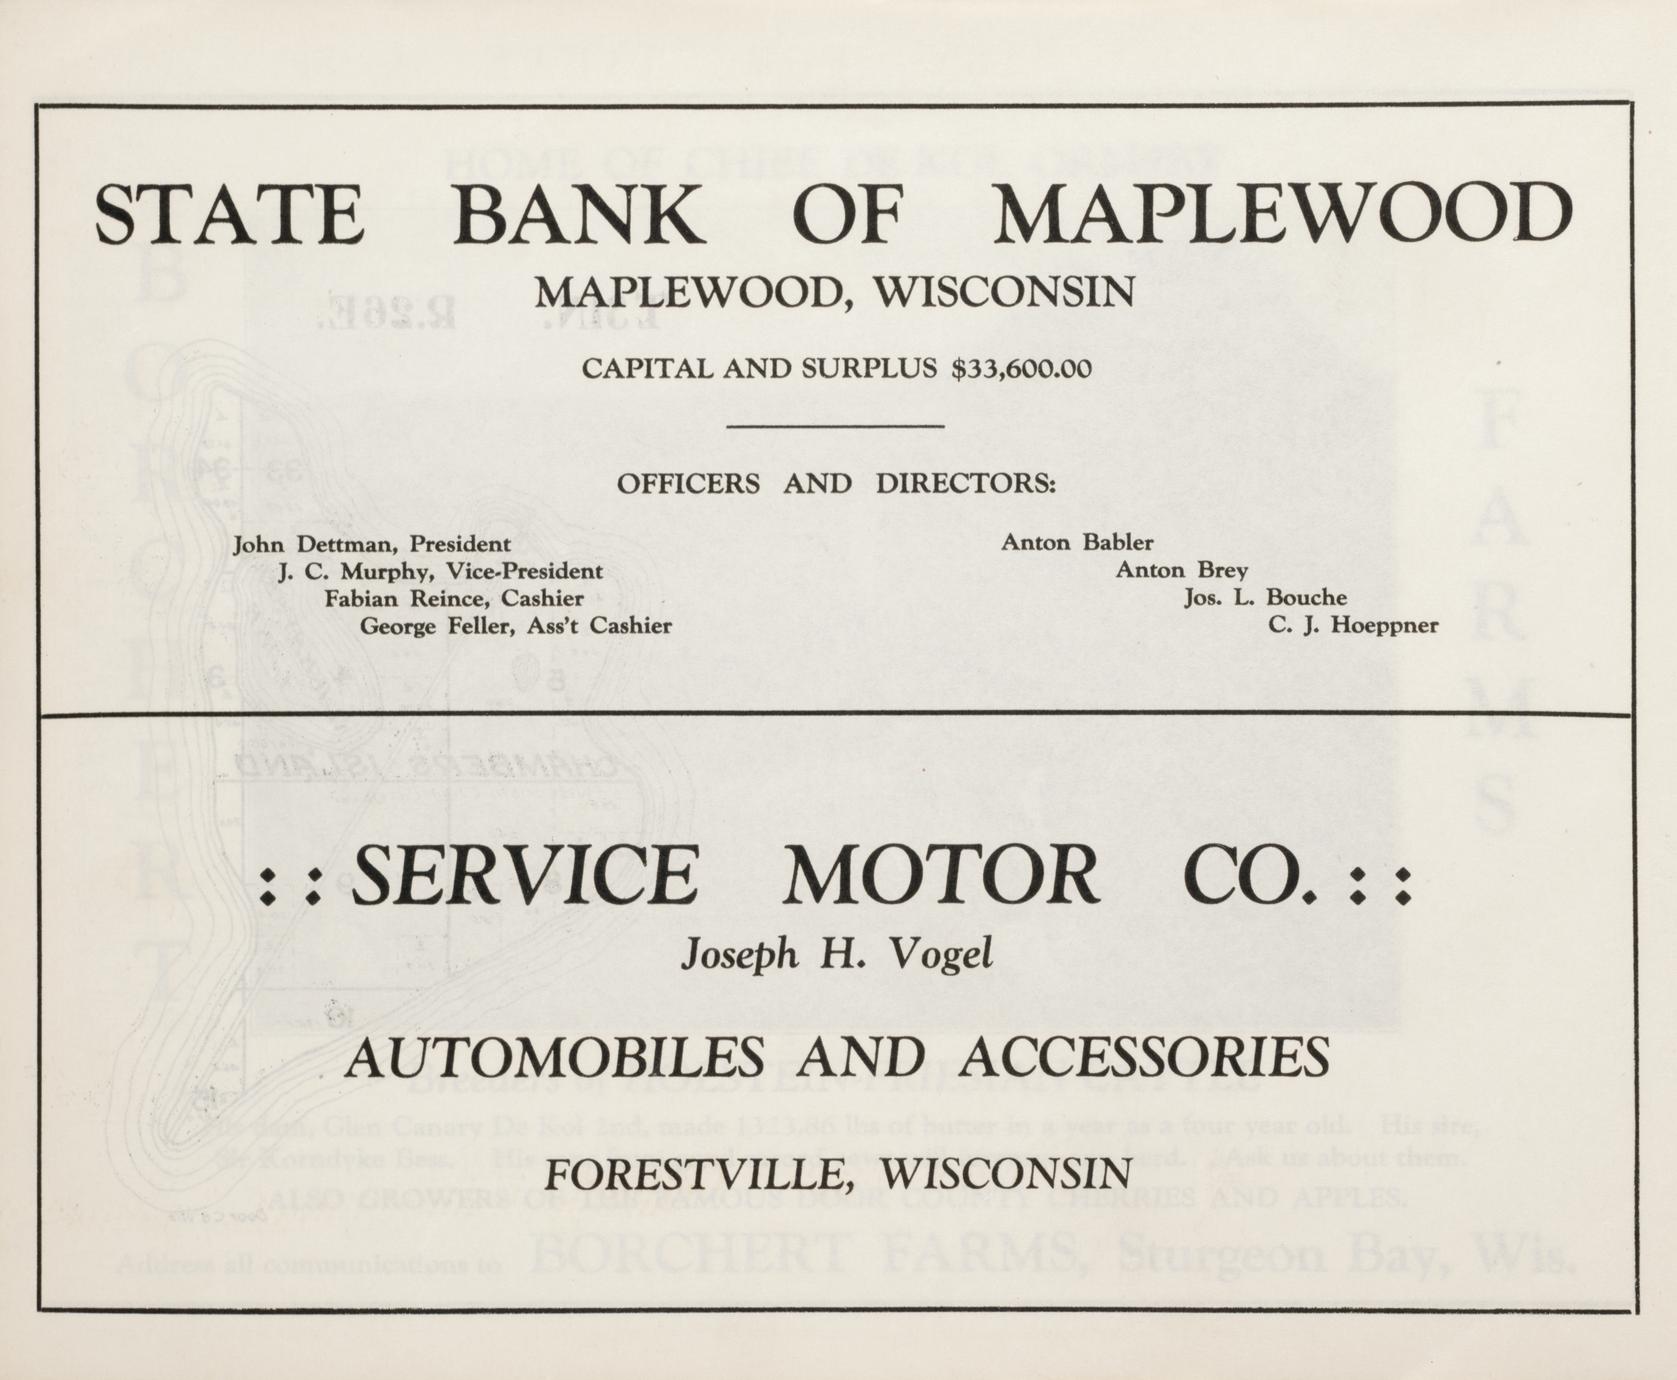 STATE BANK OF MAPLEWOOD
MAPLEWOOD, WISCONSIN
CAPITAL AND SURPLUS $33,600.00
OFFICERS AND DIRECTORS:
John Dettman, President
J. C. Murphy, Vice-President
Fabian Reince, Cashier
George Feller, Ass't Cashier
Anton Babler
Anton Brey
Jos. L. Bouche
C. J. Hoeppner
: : SERVICE MOTOR CO. : :
Joseph H. Vogel
AUTOMOBILES AND ACCESSORIES
FORESTVILLE, WISCONSIN